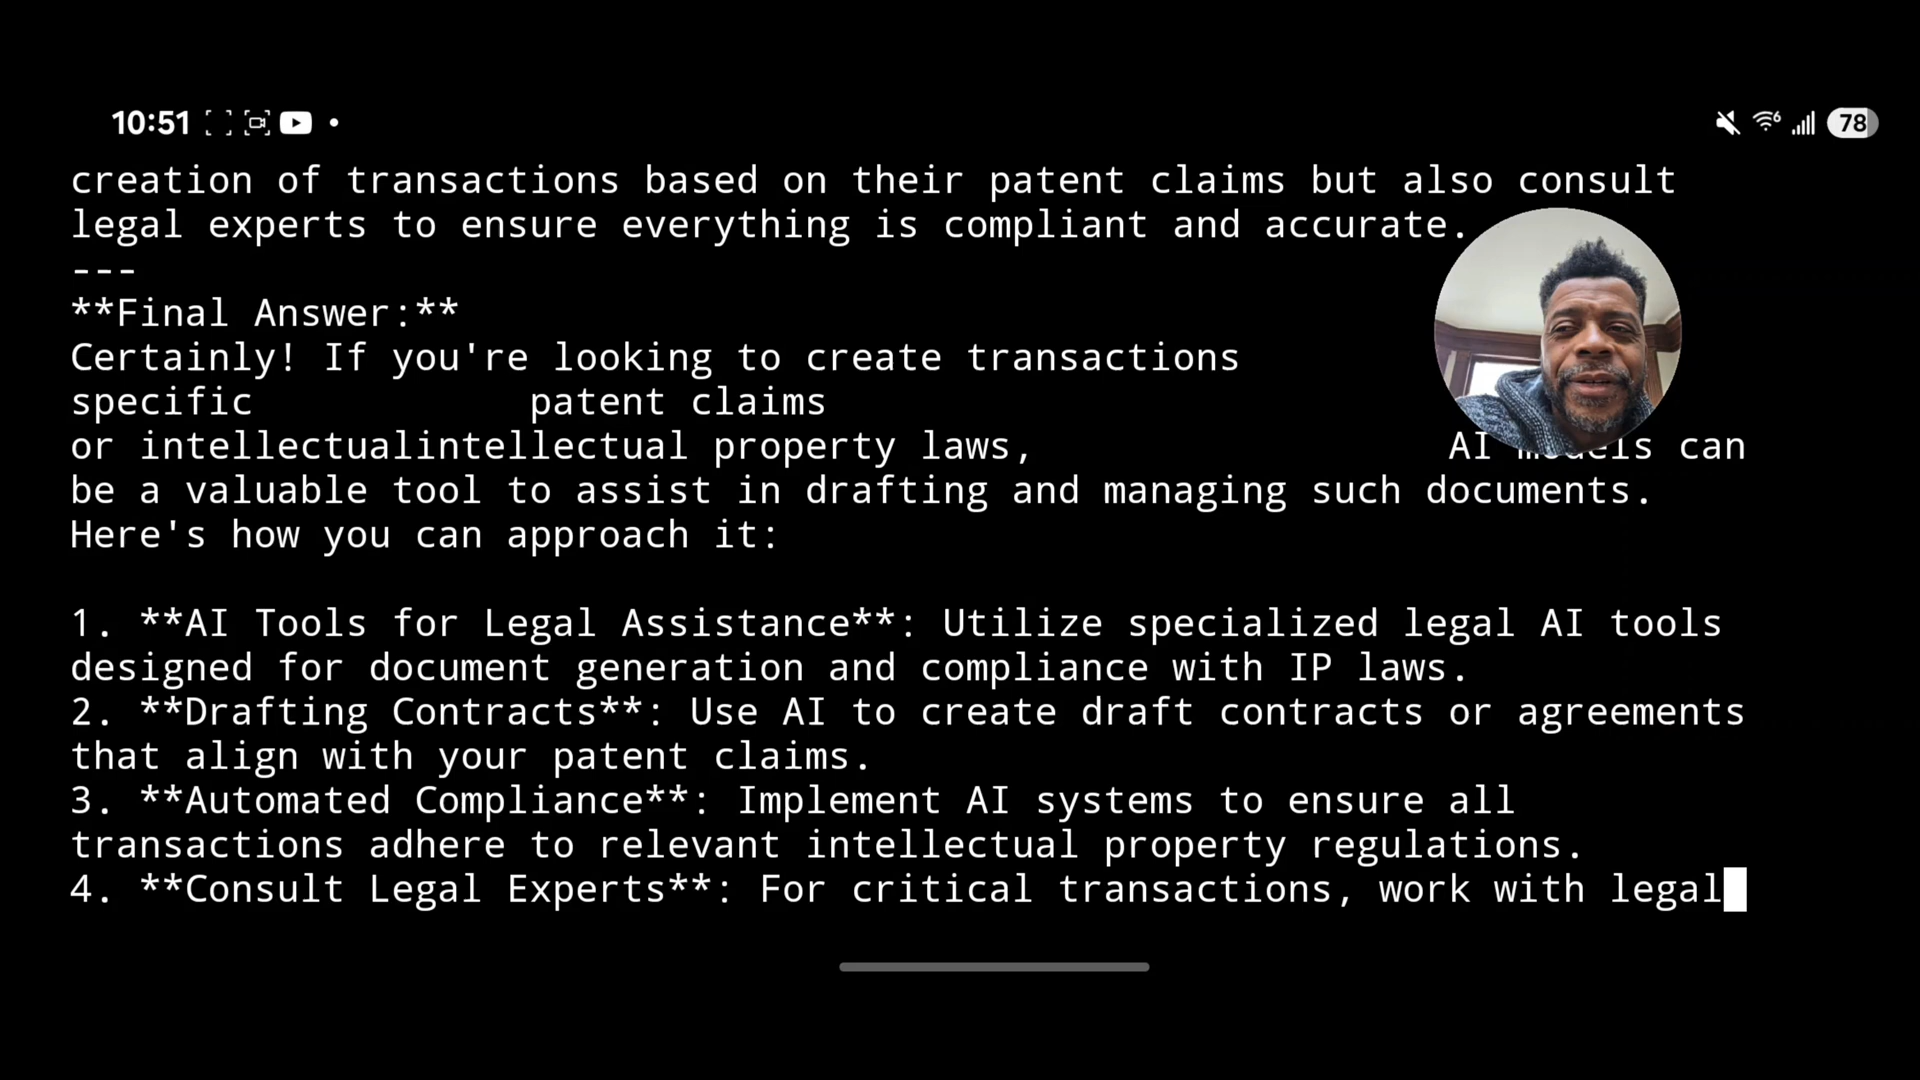 10:51
78
creation of transactions based on their patent claims but also consult
legal experts to ensure everything is compliant and accurate.
---
**Final Answer:**
Certainly! If you're looking to create transactions
specific patent claims
or intellectualintellectual property laws, AI models can
be a valuable tool to assist in drafting and managing such documents.
Here's how you can approach it:
1. **AI Tools for Legal Assistance**: Utilize specialized legal AI tools
designed for document generation and compliance with IP laws.
2. **Drafting Contracts**: Use AI to create draft contracts or agreements
that align with your patent claims.
3. **Automated Compliance**: Implement AI systems to ensure all
transactions adhere to relevant intellectual property regulations.
4. **Consult Legal Experts**: For critical transactions, work with legal